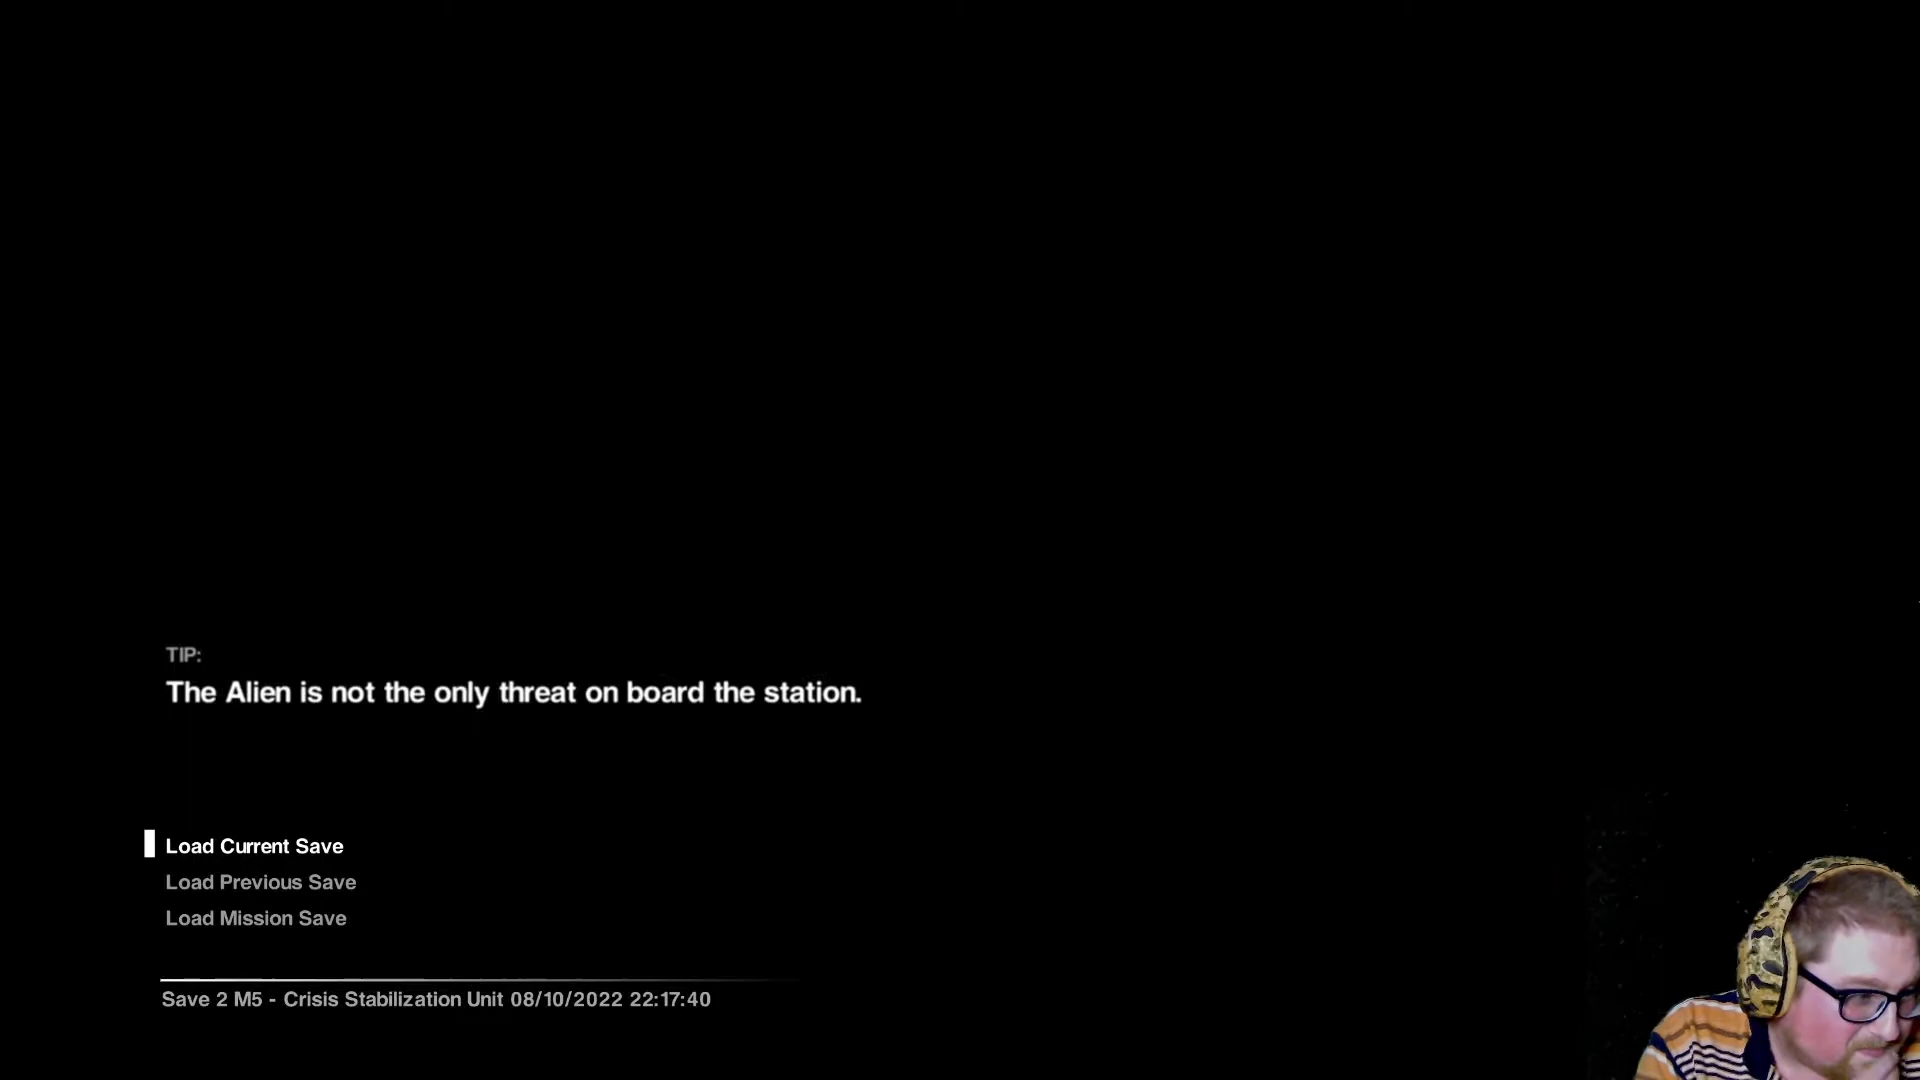 TIP:
The Alien is not the only threat on board the station.
Load Current Save
Load Previous Save
Load Mission Save
Save 2 M5 - Crisis Stabilization Unit 08/10/2022 22:17:40